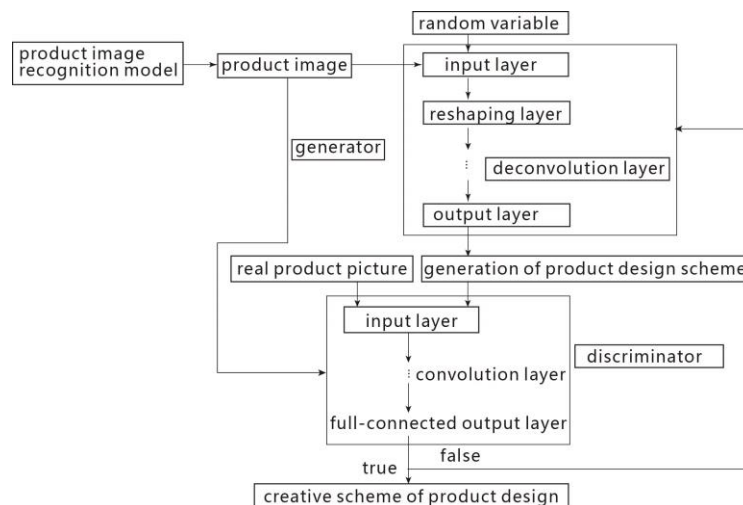 random variable
product image
recognition model
product image
input layer
reshaping layer
generator
⋮
deconvolution layer
output layer
real product picture
generation of product design scheme
input layer
discriminator
⋮
convolution layer
full-connected output layer
false
true
creative scheme of product design